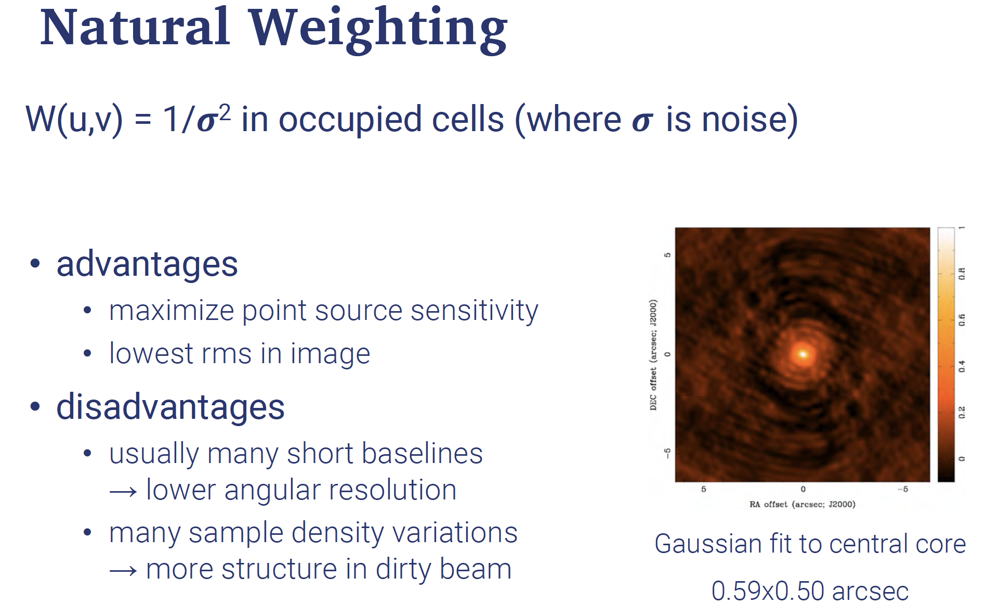 Natural Weighting
W(u,v) = 1/σ² in occupied cells (where σ is noise)
• advantages
• maximize point source sensitivity
• lowest rms in image
• disadvantages
• usually many short baselines
→ lower angular resolution
• many sample density variations
→ more structure in dirty beam
DEC offset (arcsec; J2000)
5
0
−5
5
0
−5
RA offset (arcsec; J2000)
1
0.8
0.6
0.4
0.2
0
Gaussian fit to central core
0.59x0.50 arcsec